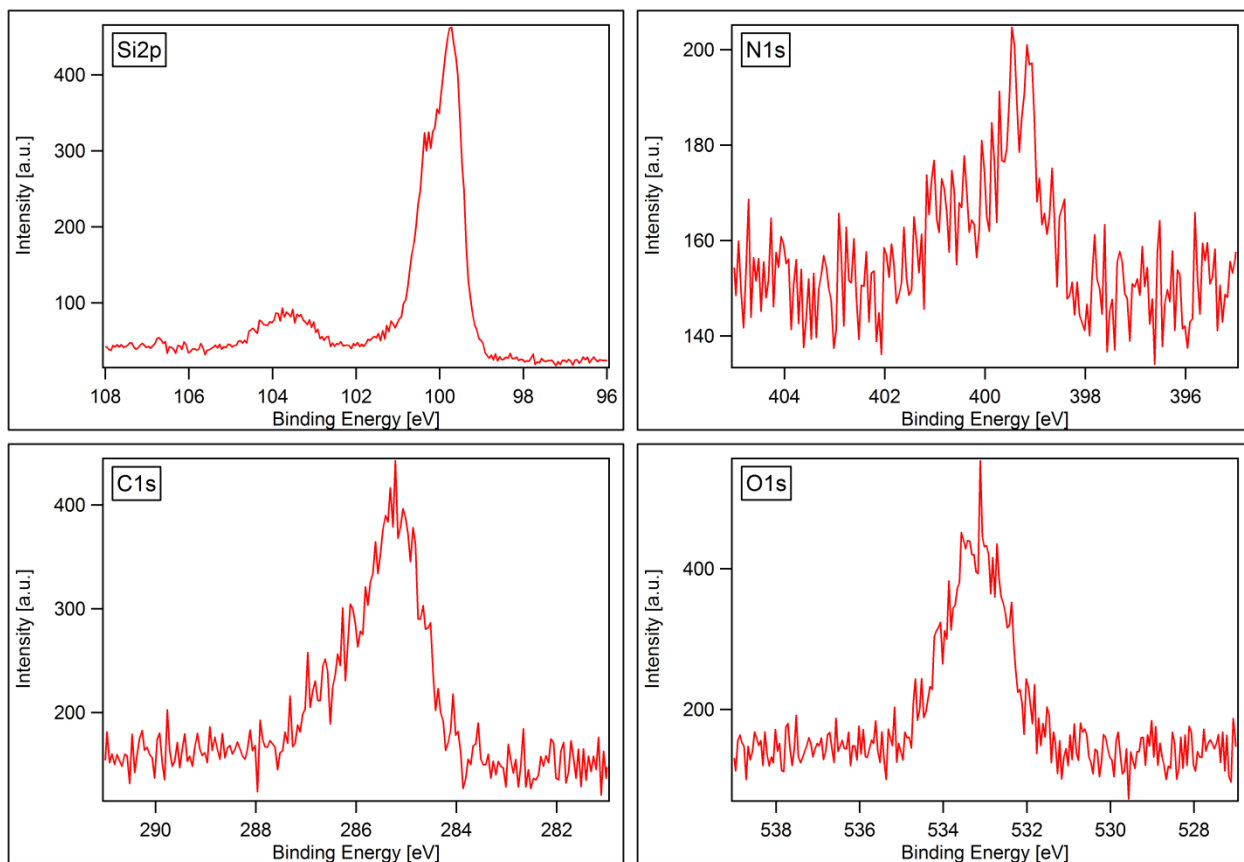 Si2p
Intensity [a.u.]
400
300
200
100
108 106 104 102 100 98 96
Binding Energy [eV]
N1s
Intensity [a.u.]
200
180
160
140
404 402 400 398 396
Binding Energy [eV]
C1s
Intensity [a.u.]
400
300
200
290 288 286 284 282
Binding Energy [eV]
O1s
Intensity [a.u.]
400
200
538 536 534 532 530 528
Binding Energy [eV]